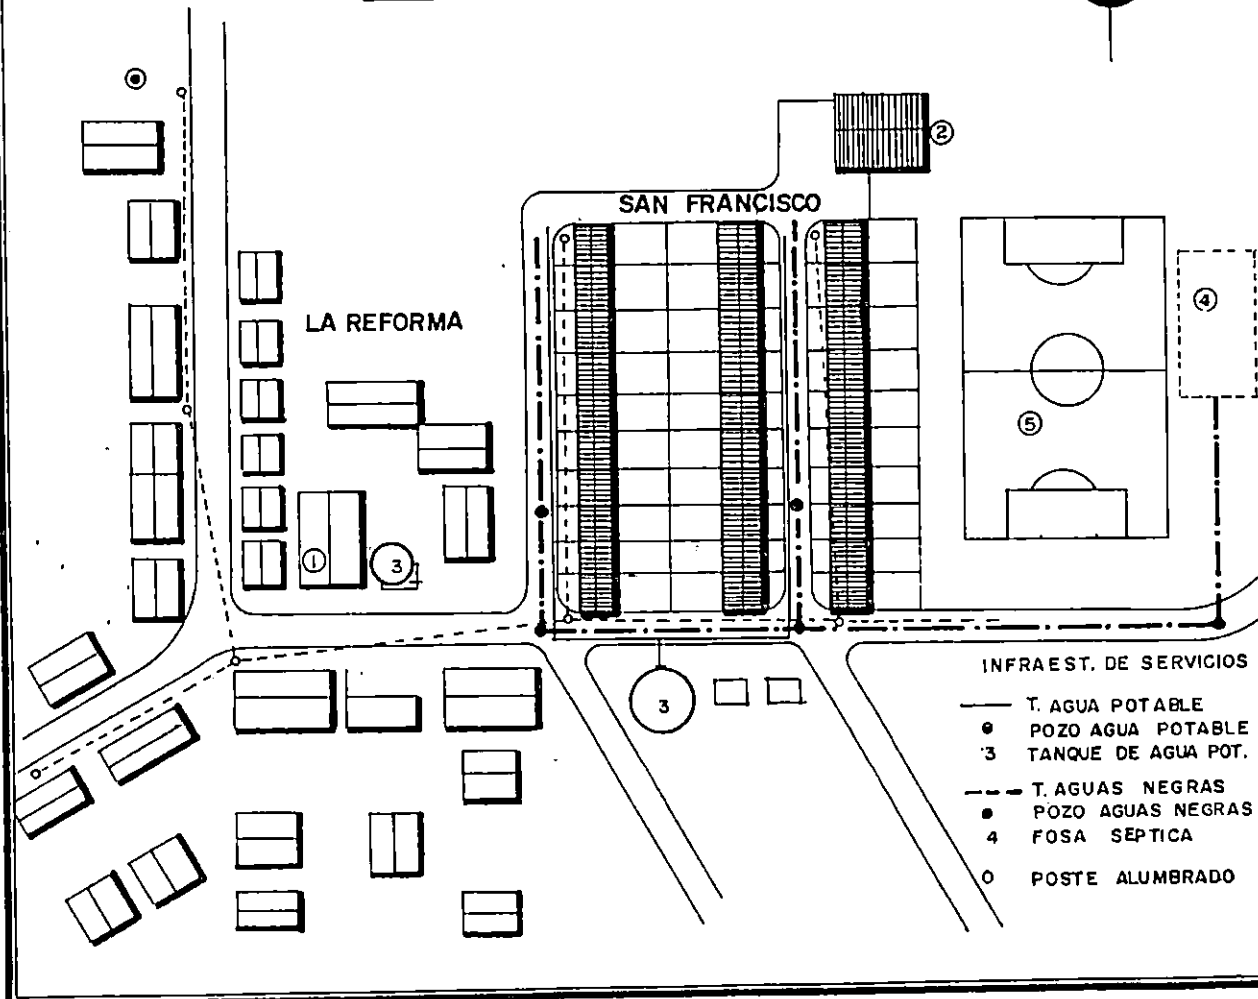 2
SAN FRANCISCO
4
LA REFORMA
5
1
3
3
INFRAEST. DE SERVICIOS
T. AGUA POTABLE
POZO AGUA POTABLE
3 TANQUE DE AGUA POT.
T. AGUAS NEGRAS
POZO AGUAS NEGRAS
4 FOSA SEPTICA
POSTE ALUMBRADO